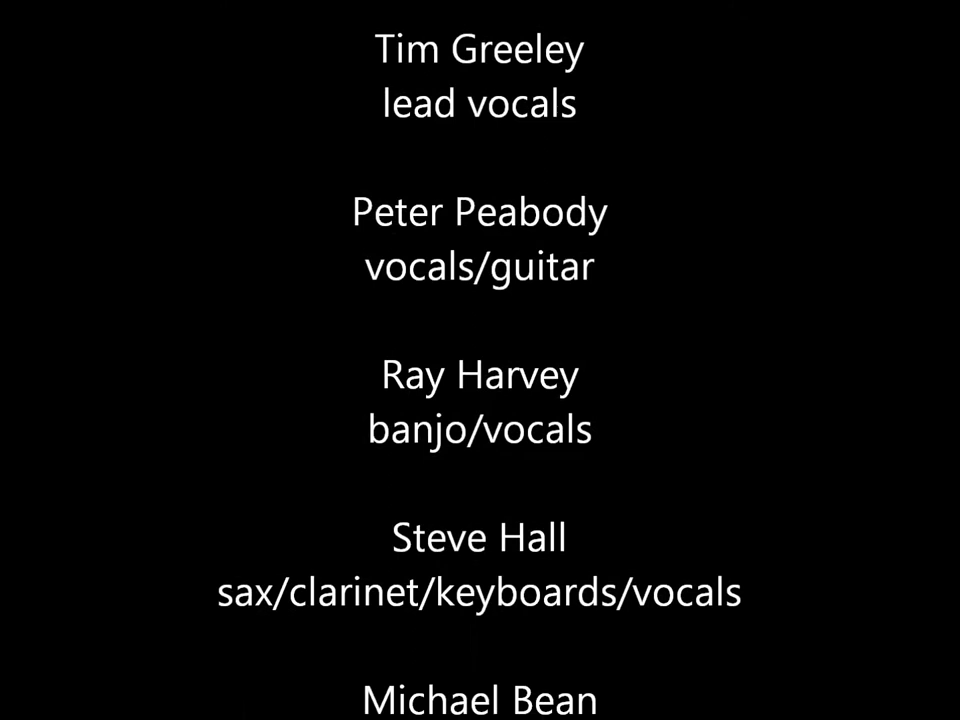 Tim Greeley
lead vocals
Peter Peabody
vocals/guitar
Ray Harvey
banjo/vocals
Steve Hall
sax/clarinet/keyboards/vocals
Michael Bean